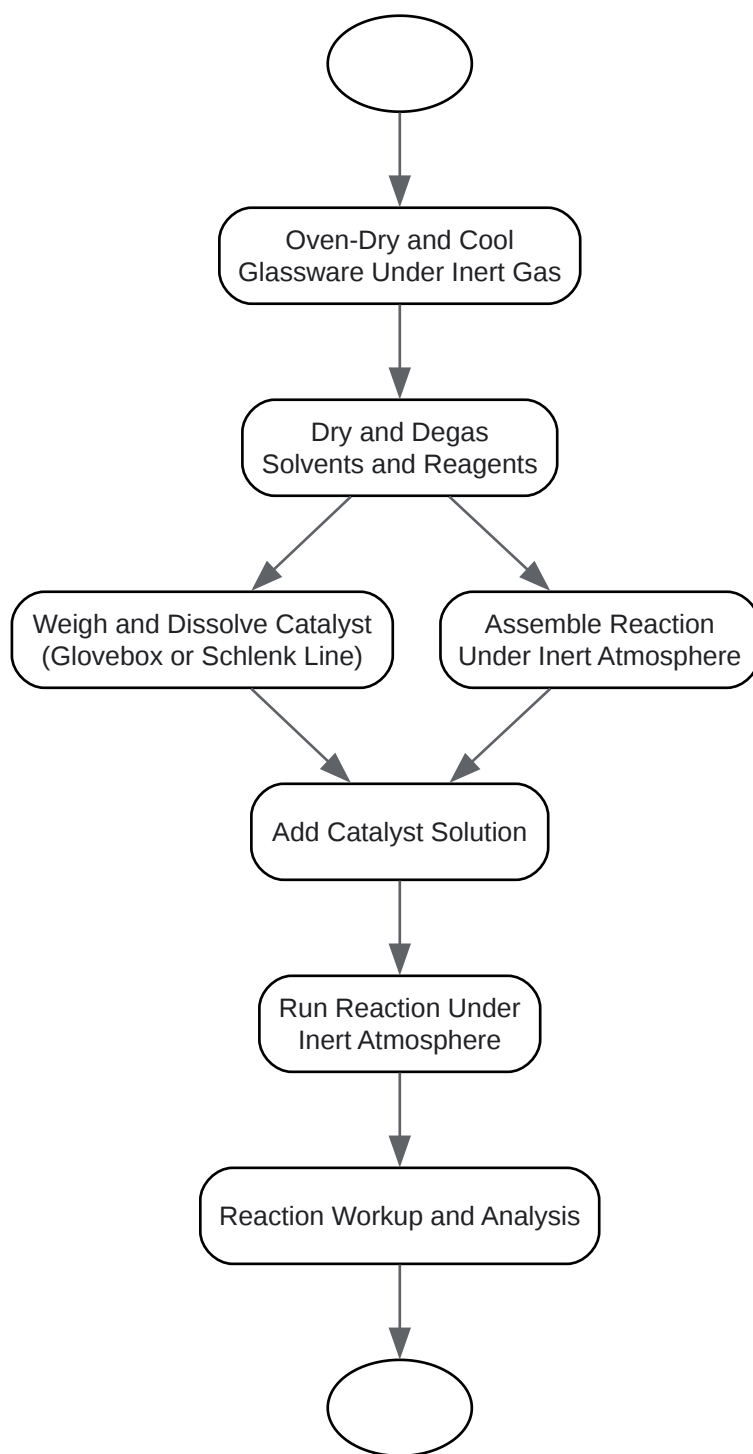 Oven-Dry and Cool
Glassware Under Inert Gas
Dry and Degas
Solvents and Reagents
Weigh and Dissolve Catalyst
(Glovebox or Schlenk Line)
Assemble Reaction
Under Inert Atmosphere
Add Catalyst Solution
Run Reaction Under
Inert Atmosphere
Reaction Workup and Analysis